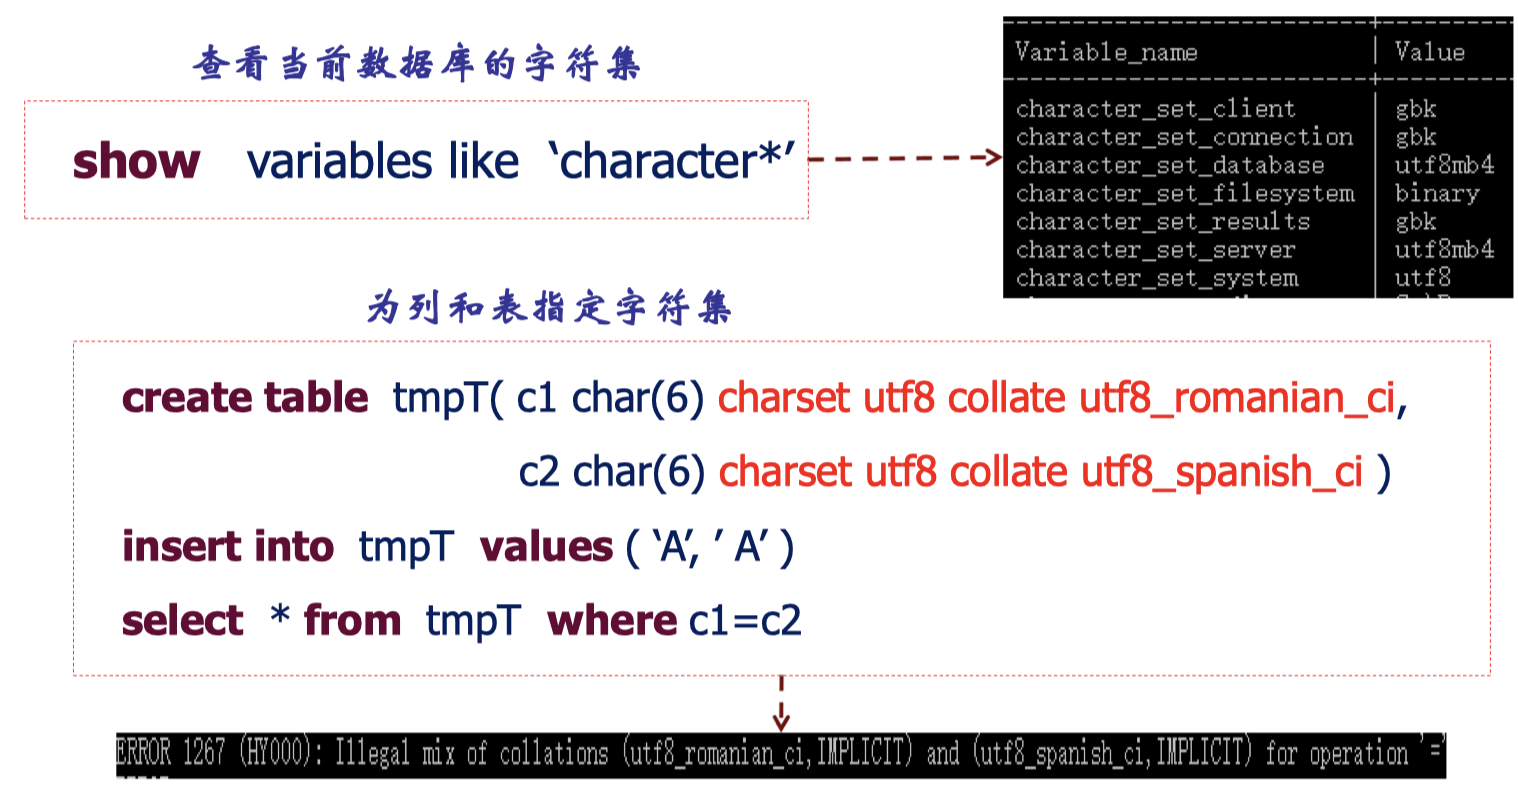 查看当前数据库的字符集
show variables like ‘character*’
Variable_name | Value
character_set_client | gbk
character_set_connection | gbk
character_set_database | utf8mb4
character_set_filesystem | binary
character_set_results | gbk
character_set_server | utf8mb4
character_set_system | utf8
为列和表指定字符集
create table tmpT( c1 char(6) charset utf8 collate utf8_romanian_ci,
c2 char(6) charset utf8 collate utf8_spanish_ci )
insert into tmpT values ( ‘A’, ’ A’ )
select * from tmpT where c1=c2
ERROR 1267 (HY000): Illegal mix of collations (utf8_romanian_ci,IMPLICIT) and (utf8_spanish_ci,IMPLICIT) for operation '='